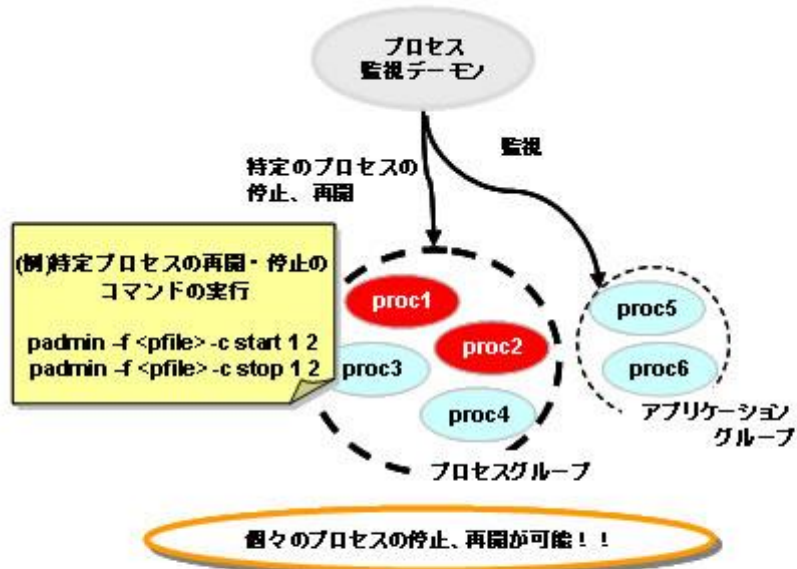 プロセス
監視デーモン
監視
特定のプロセスの
停止、再開
(例)特定プロセスの再開・停止の
コマンドの実行
padmin –f <pfile> -c start 1 2
padmin –f <pfile> -c stop 1 2
proc1
proc2
proc3
proc4
proc5
proc6
アプリケーション
グループ
プロセスグループ
個々のプロセスの停止、再開が可能！！